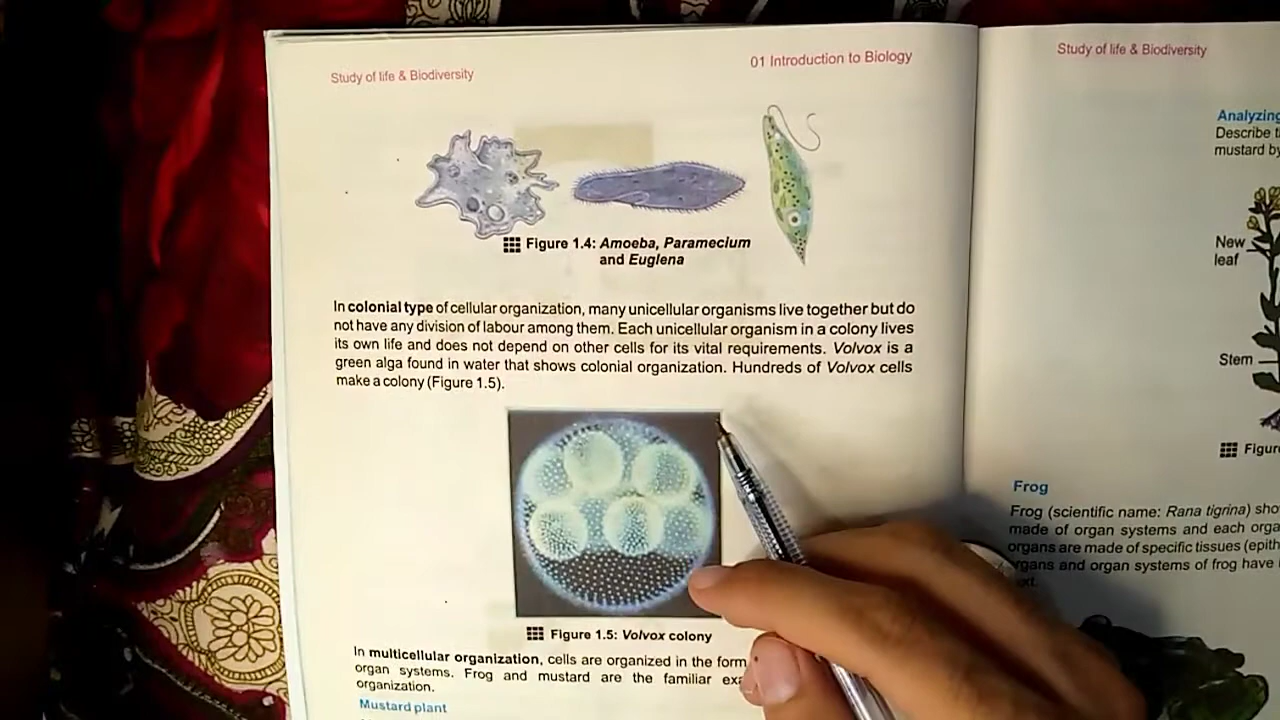 Study of life & Biodiversity
01 Introduction to Biology
Figure 1.4: Amoeba, Paramecium
and Euglena
In colonial type of cellular organization, many unicellular organisms live together but do
not have any division of labour among them. Each unicellular organism in a colony lives
its own life and does not depend on other cells for its vital requirements. Volvox is a
green alga found in water that shows colonial organization. Hundreds of Volvox cells
make a colony (Figure 1.5).
Figure 1.5: Volvox colony
In multicellular organization, cells are organized in the form
organ systems. Frog and mustard are the familiar
organization.
Mustard plant
Study of life & Biodiversity
Analyzing
Describe
mustard by
New
leaf
Stem
Frog
Frog (scientific name: Rana tigrina)
made of organ systems and each
organs are made of specific tissues
and organ systems of frog have